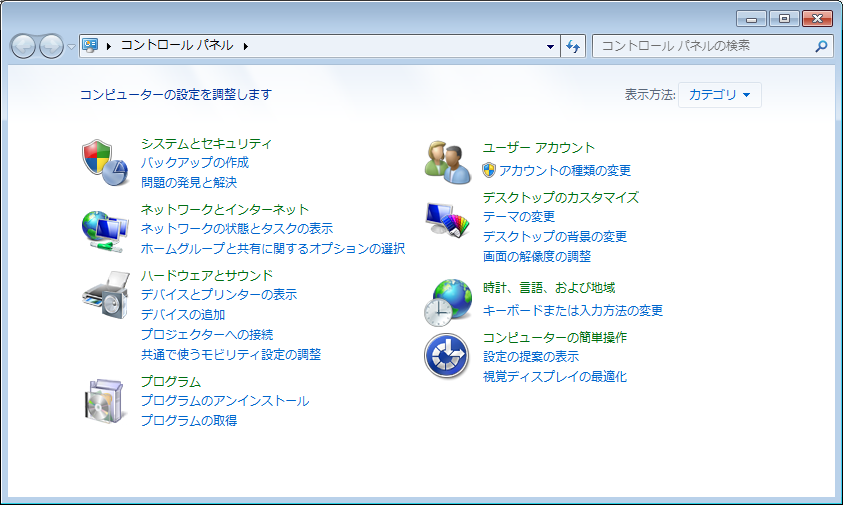 コントロール パネル
コントロール パネルの検索
コンピューターの設定を調整します
表示方法: カテゴリ
システムとセキュリティ
バックアップの作成
問題の発見と解決
ネットワークとインターネット
ネットワークの状態とタスクの表示
ホームグループと共有に関するオプションの選択
ハードウェアとサウンド
デバイスとプリンターの表示
デバイスの追加
プロジェクターへの接続
共通で使うモビリティ設定の調整
プログラム
プログラムのアンインストール
プログラムの取得
ユーザー アカウント
アカウントの種類の変更
デスクトップのカスタマイズ
テーマの変更
デスクトップの背景の変更
画面の解像度の調整
時計、言語、および地域
キーボードまたは入力方法の変更
コンピューターの簡単操作
設定の提案の表示
視覚ディスプレイの最適化